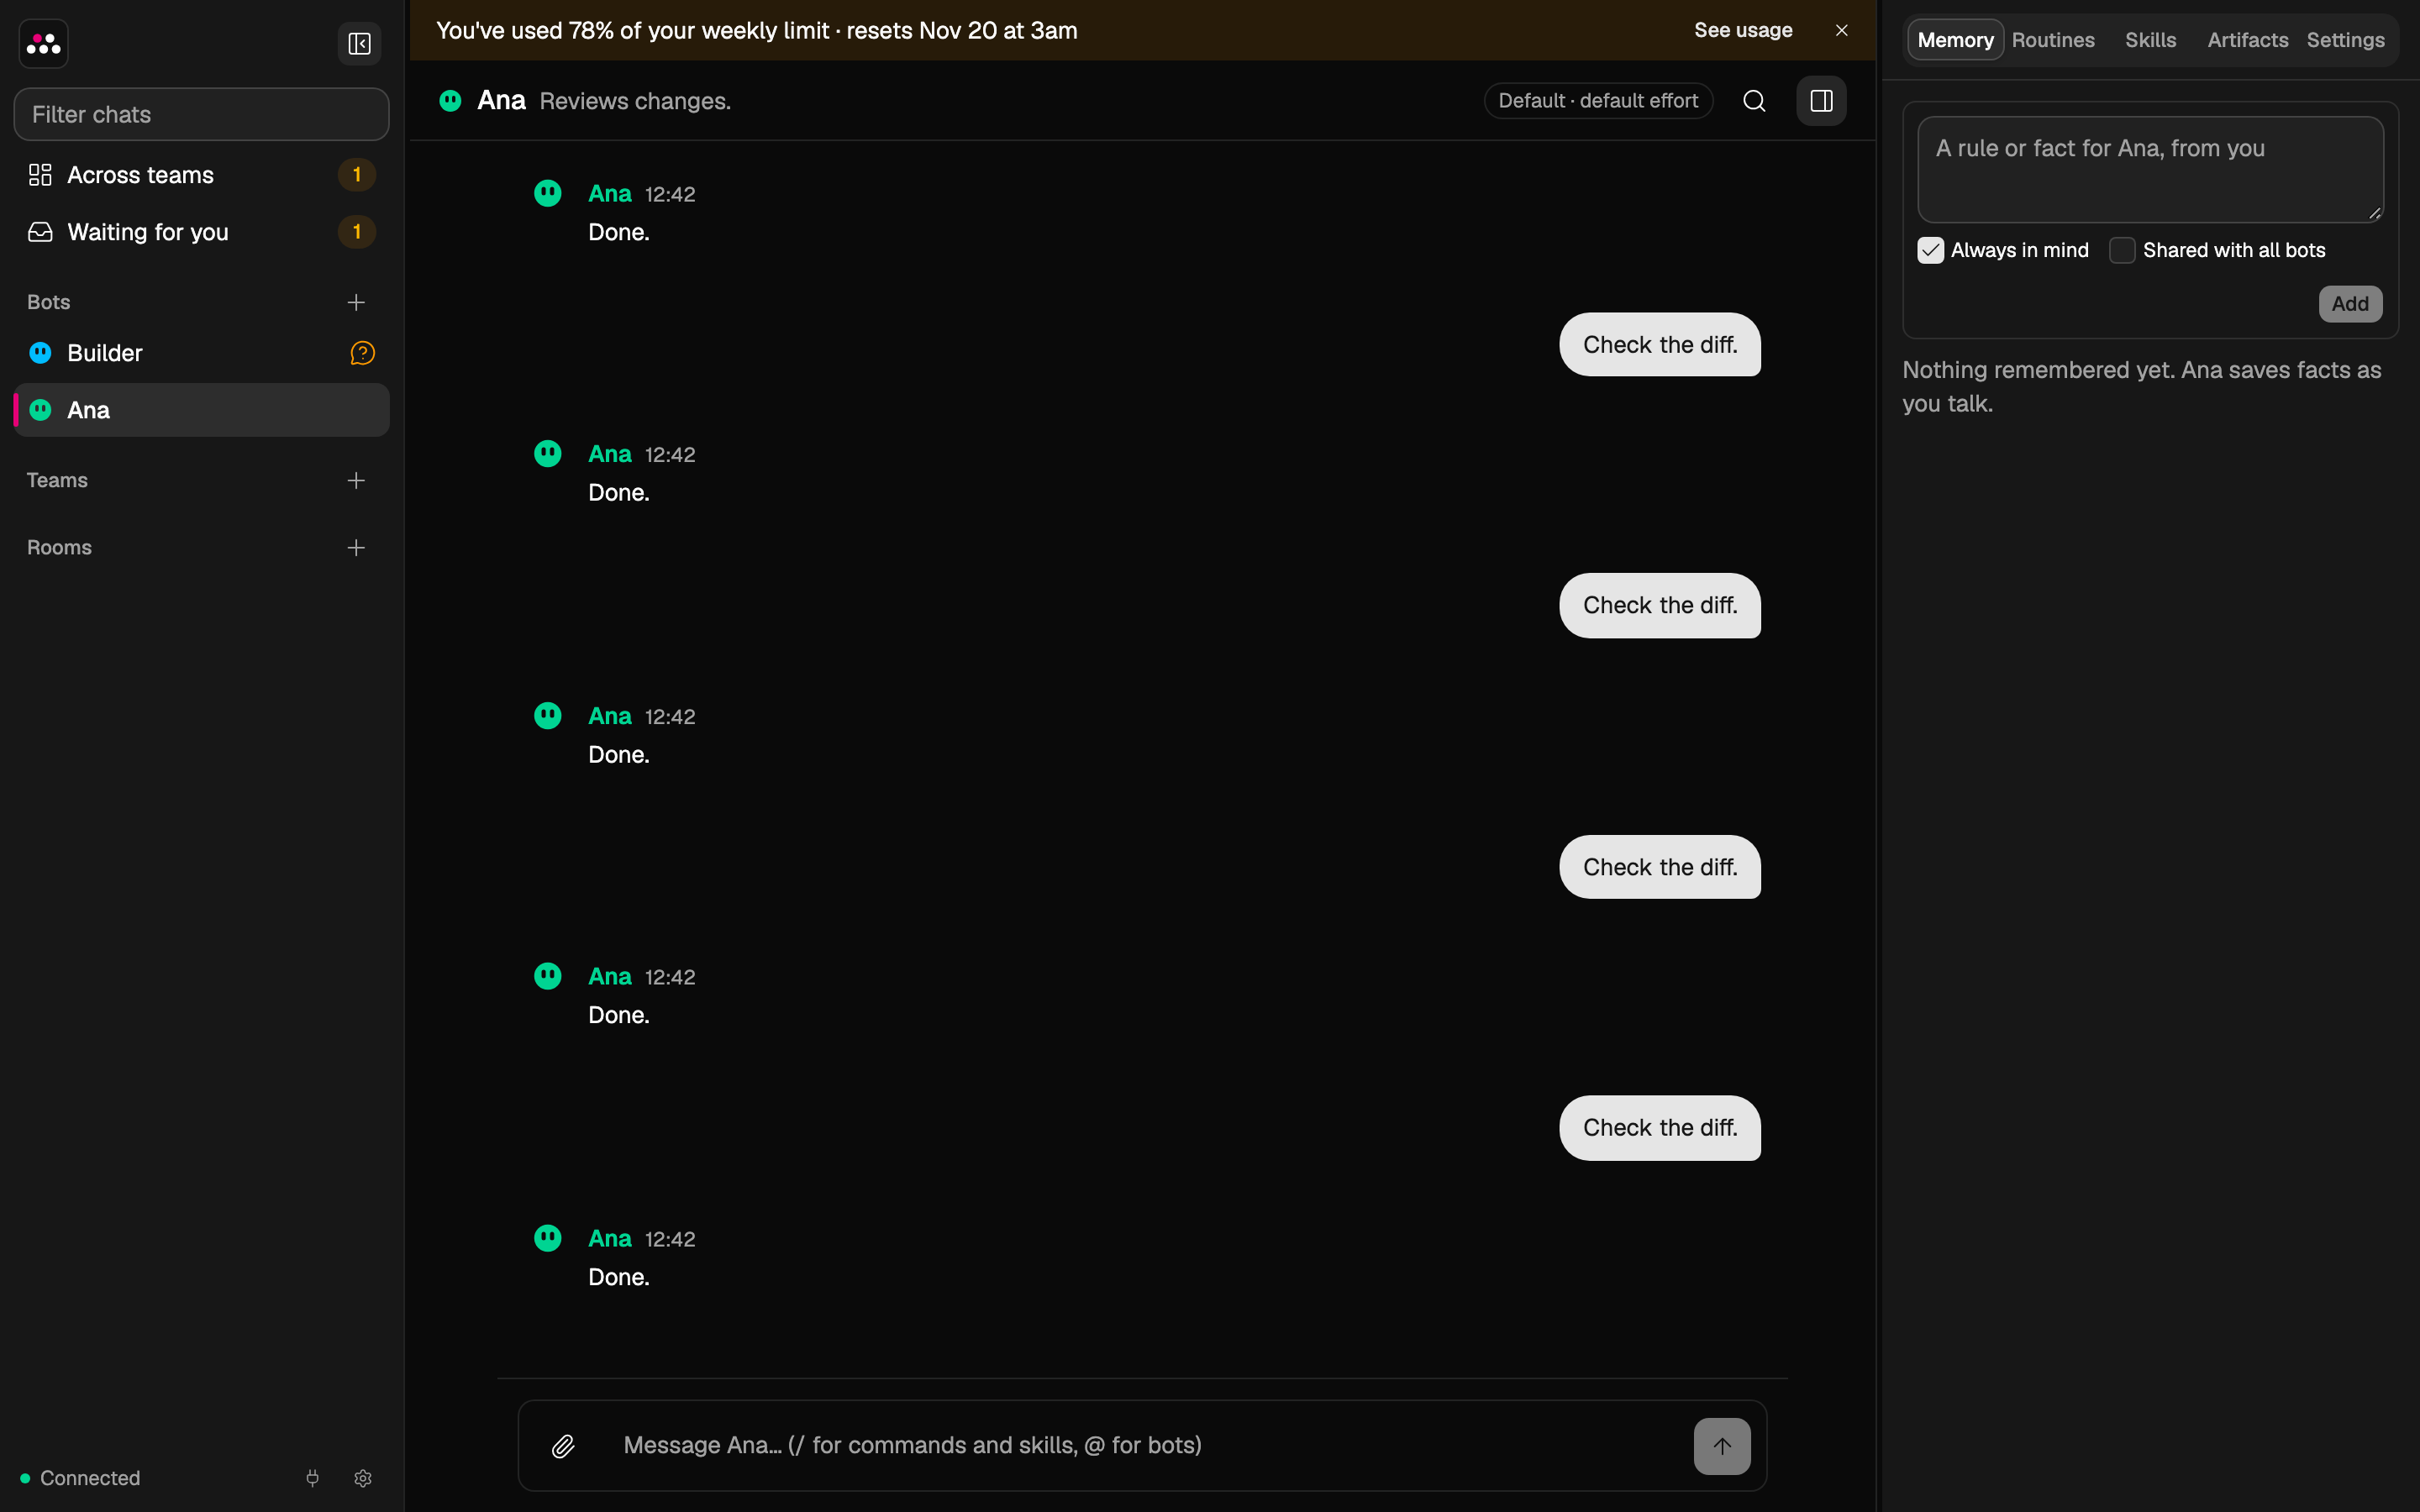 Filter chats
Across teams 1
Waiting for you 1
Bots
Builder
Ana
Teams
Rooms
Connected
You've used 78% of your weekly limit · resets Nov 20 at 3am See usage
Ana Reviews changes. Default · default effort
Ana 12:42
Done.
Check the diff.
Ana 12:42
Done.
Check the diff.
Ana 12:42
Done.
Check the diff.
Ana 12:42
Done.
Check the diff.
Ana 12:42
Done.
Message Ana... (/ for commands and skills, @ for bots)
Memory Routines Skills Artifacts Settings
A rule or fact for Ana, from you
Always in mind Shared with all bots
Add
Nothing remembered yet. Ana saves facts as
you talk.